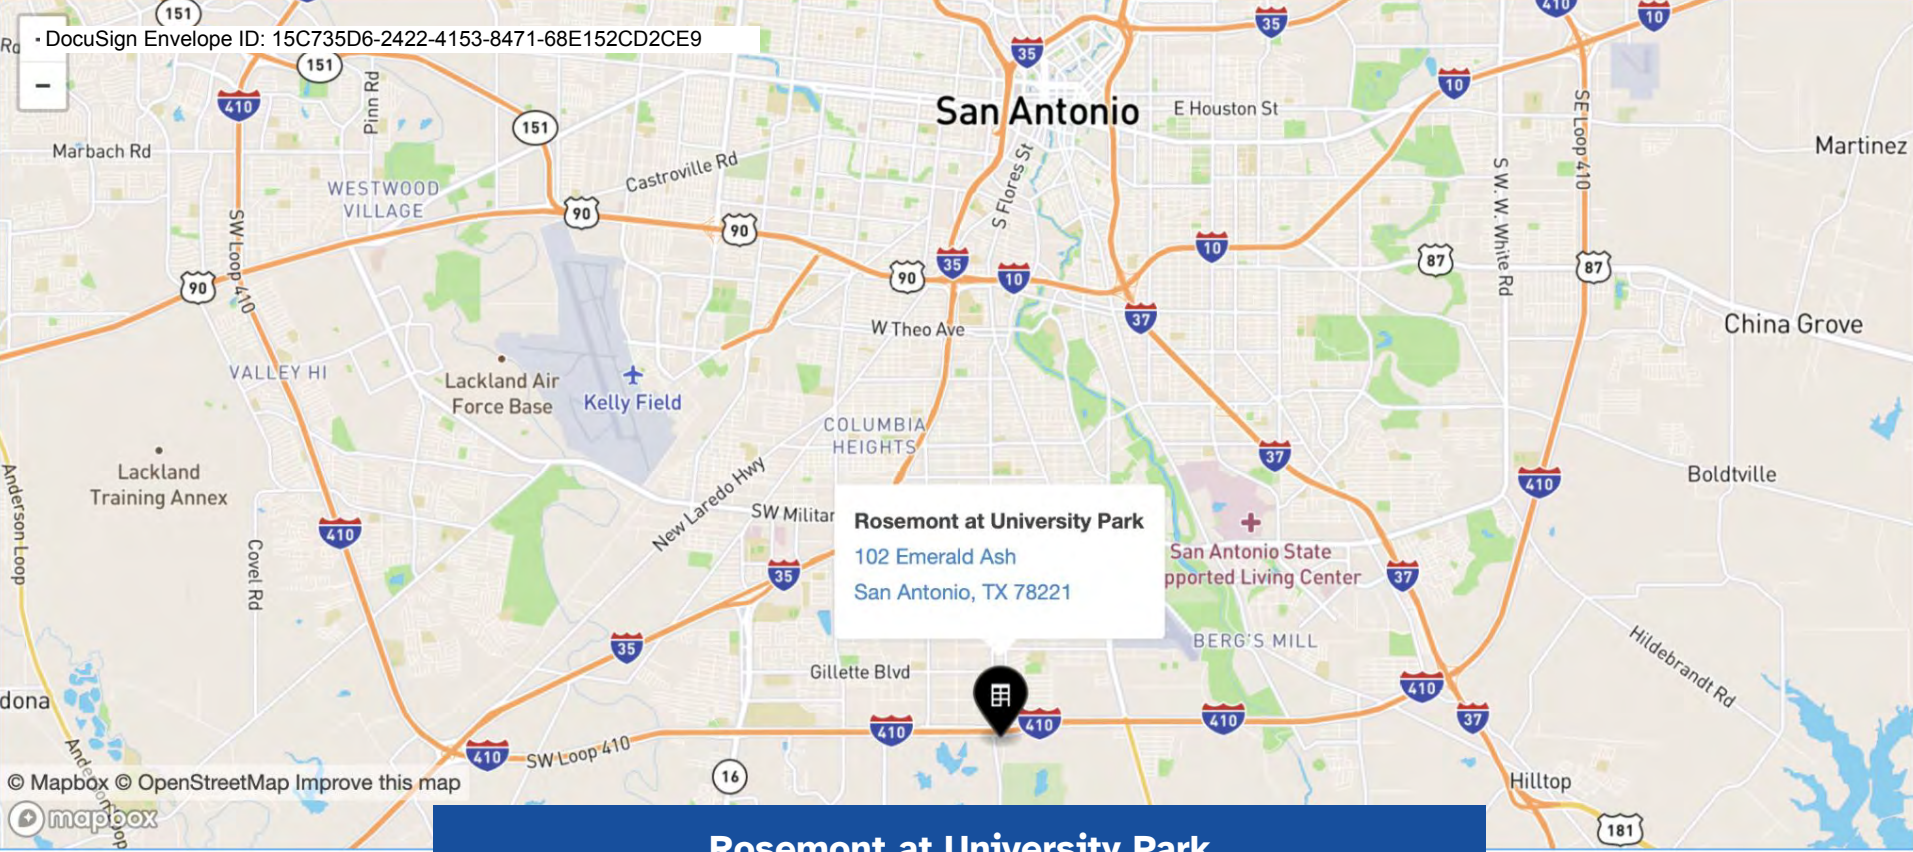 151
35
410
10
Rd
DocuSign Envelope ID: 15C735D6-2422-4153-8471-68E152CD2CE9
151
−
410
Pinn Rd
35
10
San Antonio
E Houston St
SE Loop 410
151
Marbach Rd
Martinez
Castroville Rd
S Flores St
WESTWOOD
VILLAGE
S W. W. White Rd
90
90
SW Loop 410
10
87
87
90
35
10
90
37
W Theo Ave
China Grove
VALLEY HI
Lackland Air
Force Base
Kelly Field
COLUMBIA
HEIGHTS
37
Lackland
Training Annex
Anderson Loop
New Laredo Hwy
Boldtville
410
SW Militar
Rosemont at University Park
102 Emerald Ash
San Antonio, TX 78221
410
Covel Rd
San Antonio State
pported Living Center
35
37
35
BERG'S MILL
Hildebrandt Rd
Gillette Blvd
410
dona
410
410
410
37
410
SW Loop 410
Anderson Loop
16
Hilltop
© Mapbox © OpenStreetMap Improve this map
mapbox
181
Rosemont at University Park